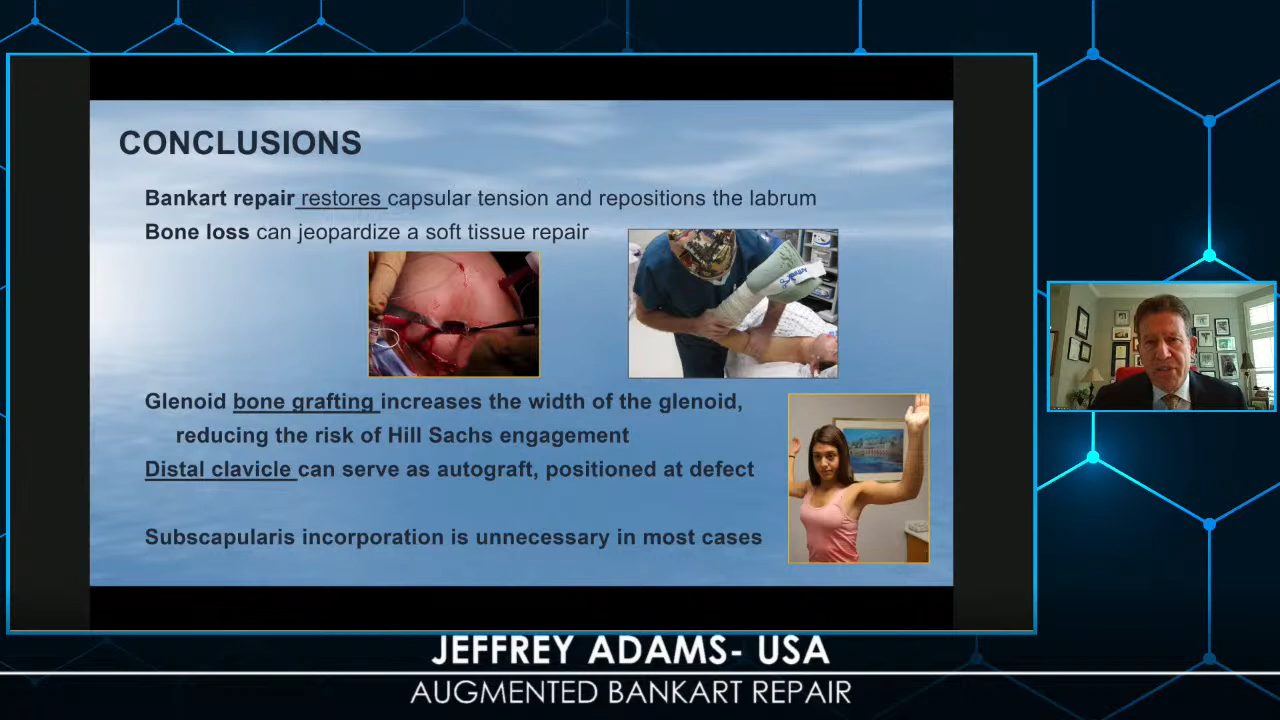 CONCLUSIONS
Bankart repair restores capsular tension and repositions the labrum
Bone loss can jeopardize a soft tissue repair
Glenoid bone grafting increases the width of the glenoid,
reducing the risk of Hill Sachs engagement
Distal clavicle can serve as autograft, positioned at defect
Subscapularis incorporation is unnecessary in most cases
JEFFREY ADAMS- USA
AUGMENTED BANKART REPAIR